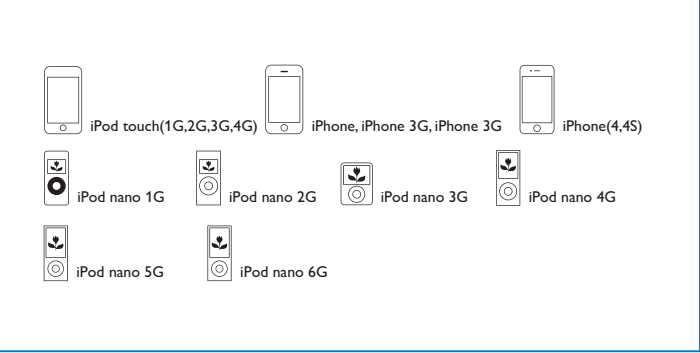 iPod touch(1G,2G,3G,4G) iPhone, iPhone 3G, iPhone 3G iPhone(4,4S)
iPod nano 1G iPod nano 2G iPod nano 3G iPod nano 4G
iPod nano 5G iPod nano 6G